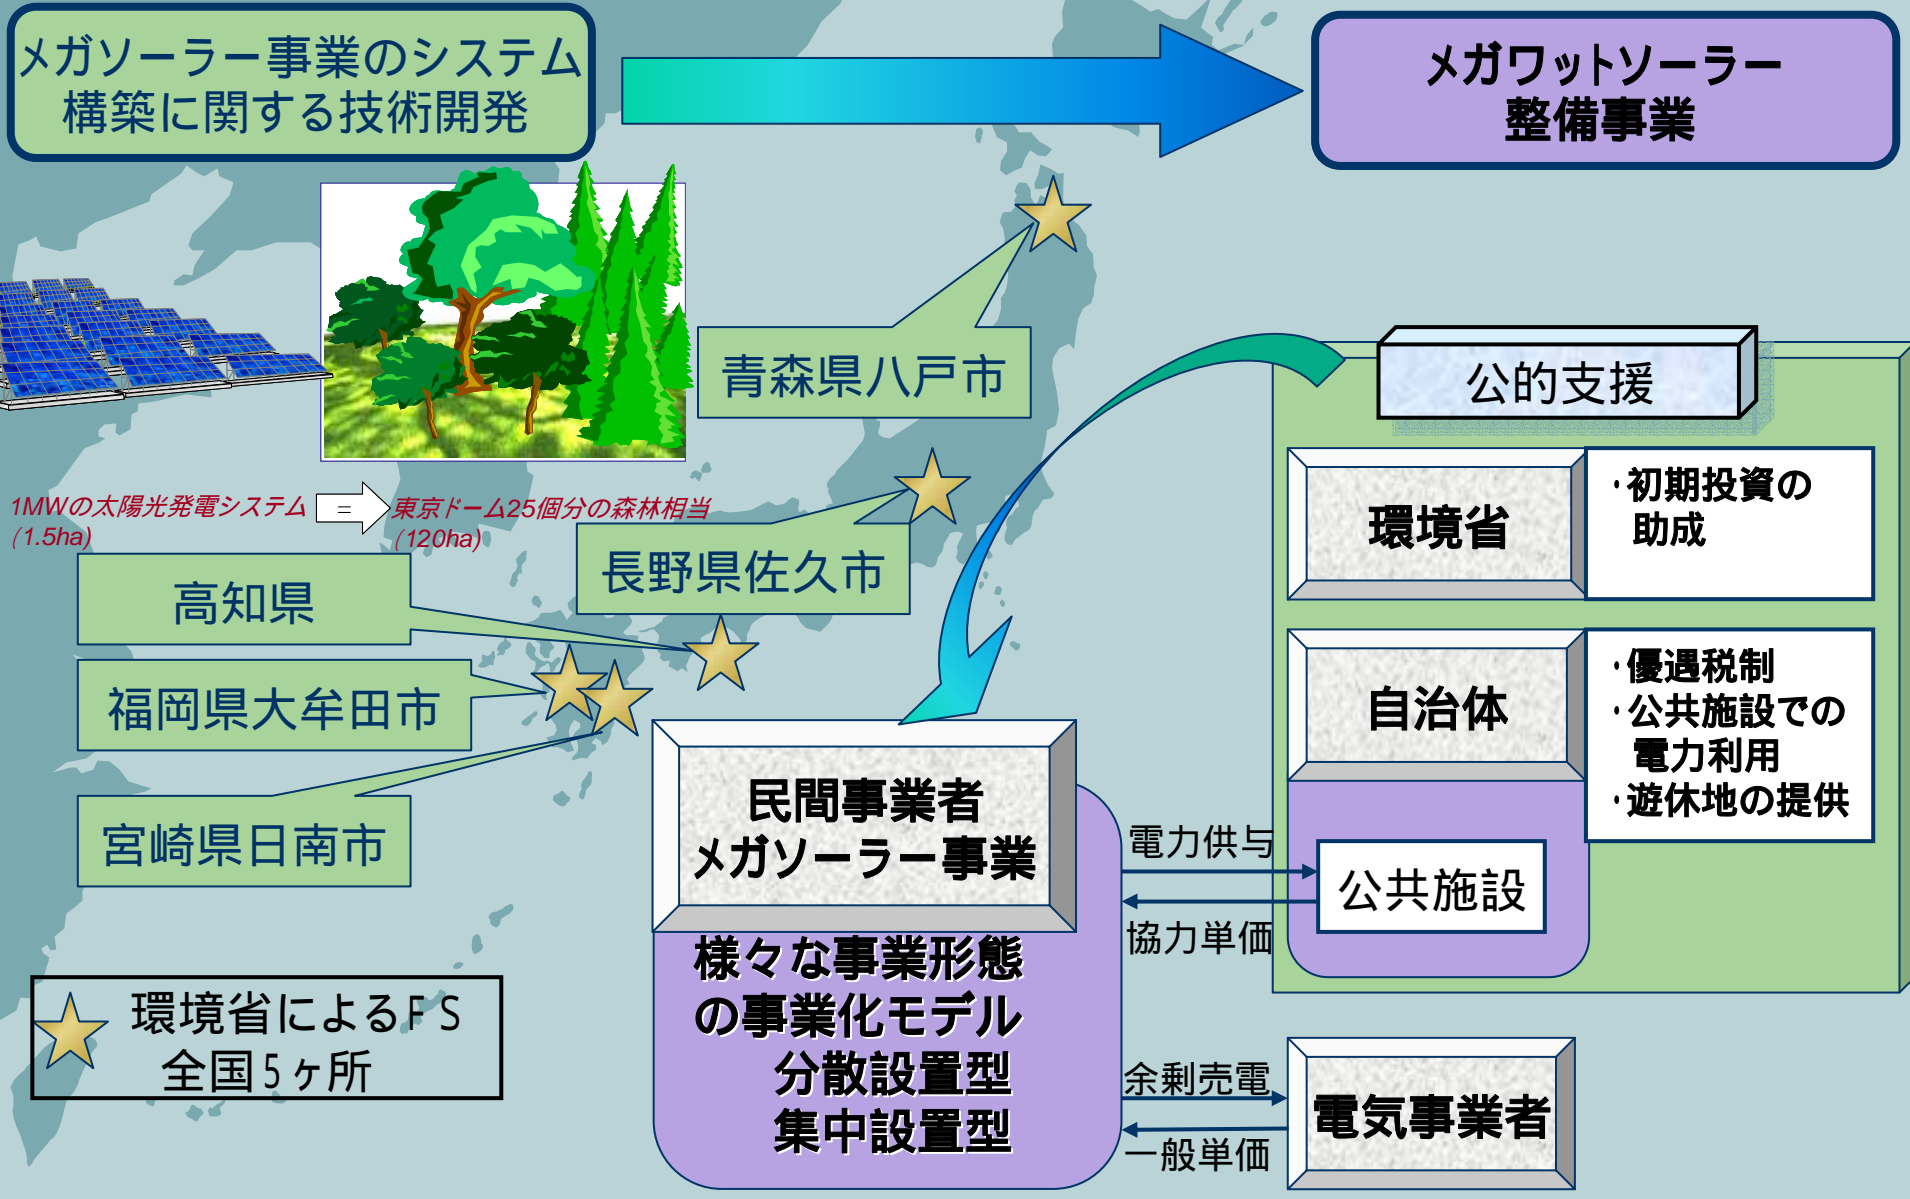 メガソーラー事業のシステム
構築に関する技術開発
メガワットソーラー
整備事業
青森県八戸市
長野県佐久市
1MWの太陽光発電システム
(1.5ha)
=
東京ドーム25個分の森林相当
(120ha)
高知県
福岡県大牟田市
宮崎県日南市
環境省によるFS
全国5ヶ所
公的支援
環境省
・初期投資の
助成
自治体
・優遇税制
・公共施設での
電力利用
・遊休地の提供
民間事業者
メガソーラー事業
様々な事業形態
の事業化モデル
分散設置型
集中設置型
電力供与
協力単価
公共施設
余剰売電
一般単価
電気事業者